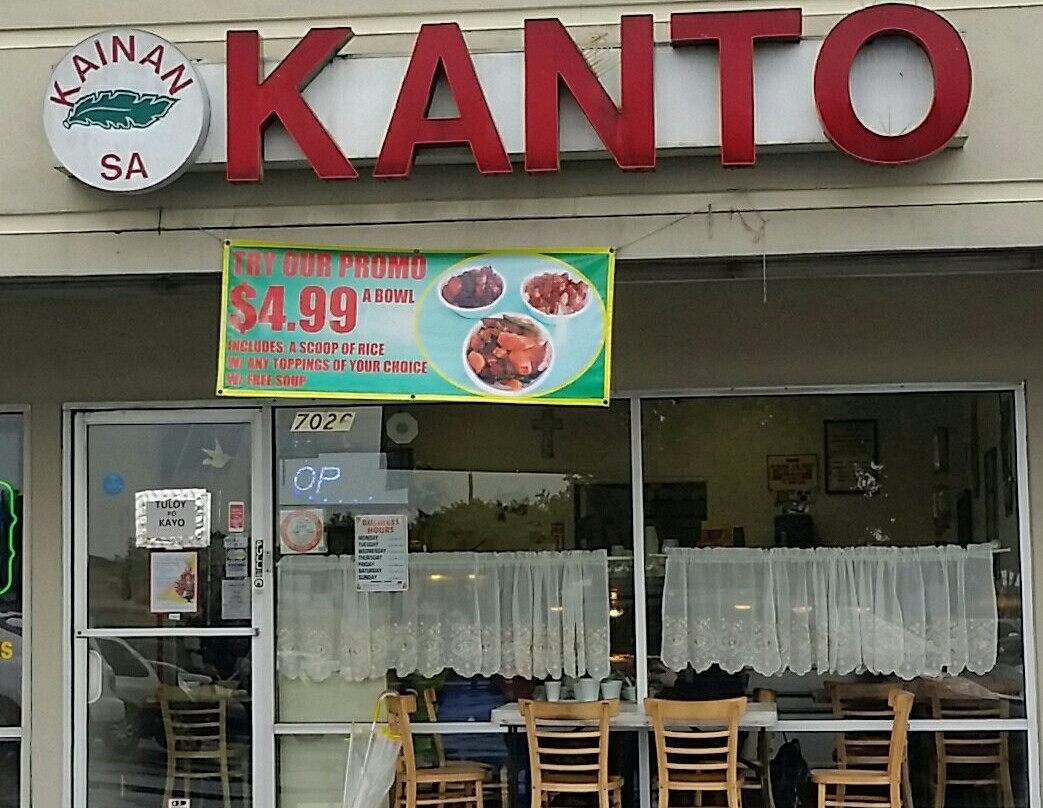 KAINAN
SA
KANTO
TRY OUR PROMO
$4.99 A BOWL
INCLUDES: A SCOOP OF RICE
W/ ANY TOPPINGS OF YOUR CHOICE
W/ FREE SOUP
702
OP
TULOY
PO
KAYO
BUSINESS
HOURS
MONDAY
TUESDAY
WEDNESDAY
THURSDAY
FRIDAY
SATURDAY
SUNDAY
PULL
S